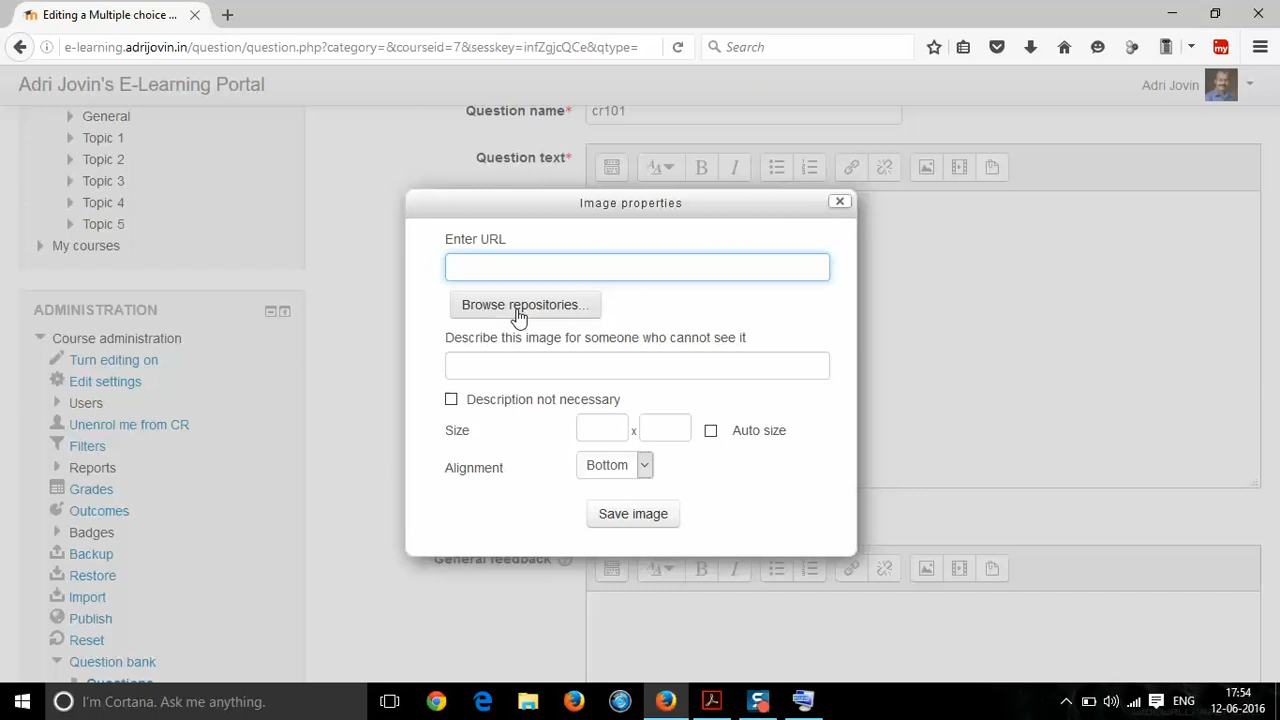 Editing a Multiple choice ...
e-learning.adrijovin.in/question/question.php?category=&courseid=7&sesskey=infZgJcQCe&qtype=
Search
my
Adri Jovin's E-Learning Portal
Adri Jovin
General
Topic 1
Topic 2
Topic 3
Topic 4
Topic 5
My courses
ADMINISTRATION
Course administration
Turn editing on
Edit settings
Users
Unenrol me from CR
Filters
Reports
Grades
Outcomes
Badges
Backup
Restore
Import
Publish
Reset
Question bank
Questions
Question name*
cr101
Question text*
Image properties
Enter URL
Browse repositories...
Describe this image for someone who cannot see it
Description not necessary
Size
x
Auto size
Alignment
Bottom
Save image
General feedback
I'm Cortana. Ask me anything.
ENG
17:54
12-06-2016